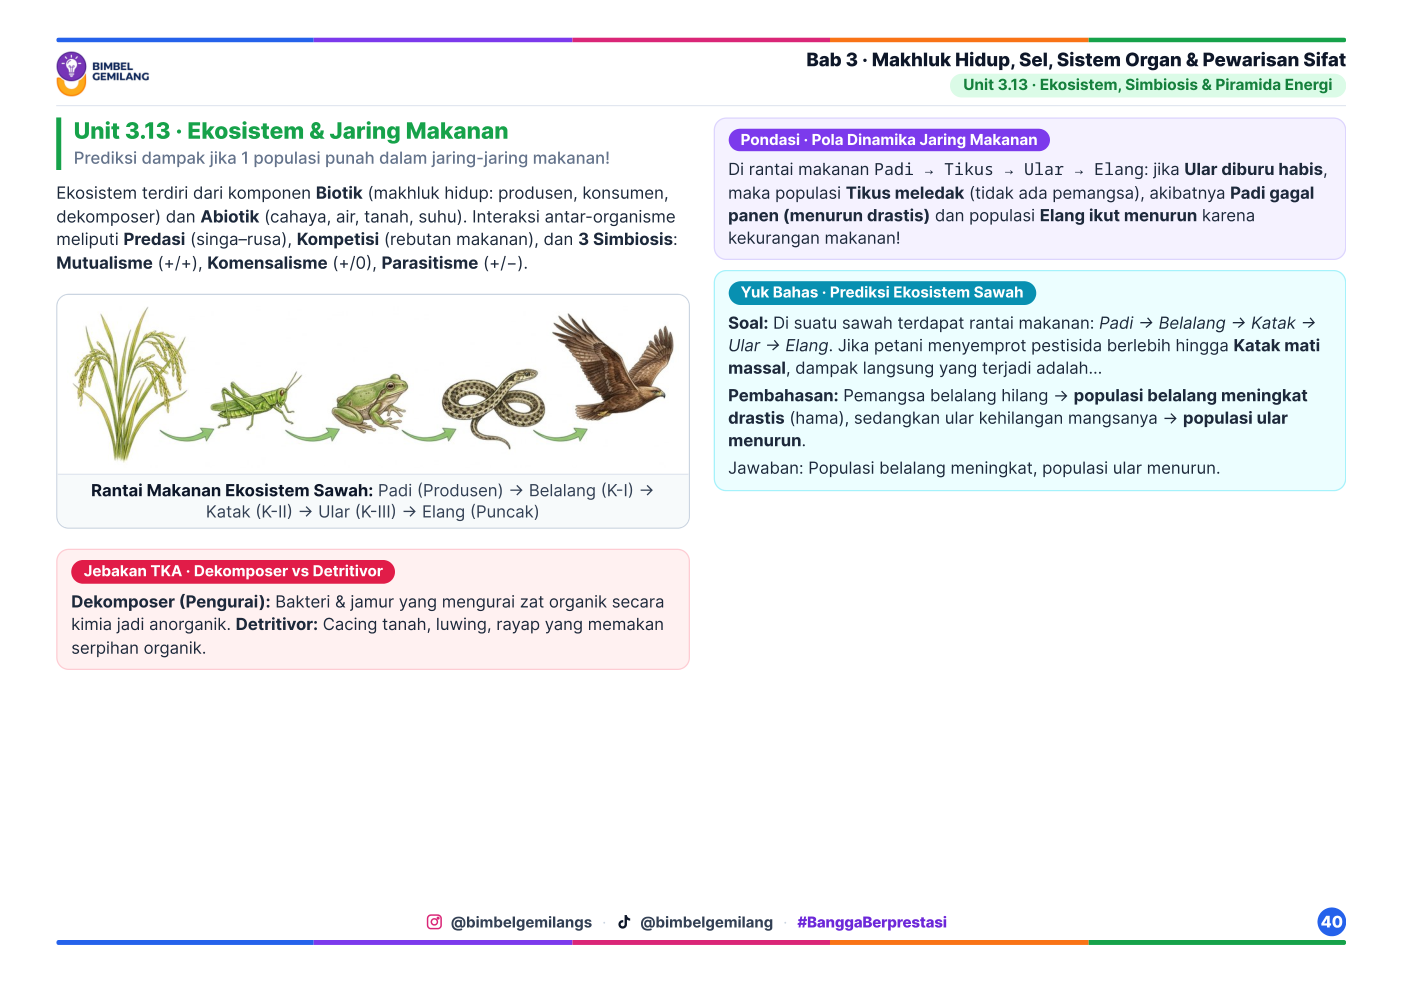 BIMBEL
GEMILANG
Bab 3 · Makhluk Hidup, Sel, Sistem Organ & Pewarisan Sifat
Unit 3.13 · Ekosistem, Simbiosis & Piramida Energi
Unit 3.13 · Ekosistem & Jaring Makanan
Prediksi dampak jika 1 populasi punah dalam jaring-jaring makanan!
Ekosistem terdiri dari komponen Biotik (makhluk hidup: produsen, konsumen,
dekomposer) dan Abiotik (cahaya, air, tanah, suhu). Interaksi antar-organisme
meliputi Predasi (singa–rusa), Kompetisi (rebutan makanan), dan 3 Simbiosis:
Mutualisme (+/+), Komensalisme (+/0), Parasitisme (+/−).
Rantai Makanan Ekosistem Sawah: Padi (Produsen) → Belalang (K-I) →
Katak (K-II) → Ular (K-III) → Elang (Puncak)
Jebakan TKA · Dekomposer vs Detritivor
Dekomposer (Pengurai): Bakteri & jamur yang mengurai zat organik secara
kimia jadi anorganik. Detritivor: Cacing tanah, luwing, rayap yang memakan
serpihan organik.
Pondasi · Pola Dinamika Jaring Makanan
Di rantai makanan Padi → Tikus → Ular → Elang: jika Ular diburu habis,
maka populasi Tikus meledak (tidak ada pemangsa), akibatnya Padi gagal
panen (menurun drastis) dan populasi Elang ikut menurun karena
kekurangan makanan!
Yuk Bahas · Prediksi Ekosistem Sawah
Soal: Di suatu sawah terdapat rantai makanan: Padi → Belalang → Katak →
Ular → Elang. Jika petani menyemprot pestisida berlebih hingga Katak mati
massal, dampak langsung yang terjadi adalah...
Pembahasan: Pemangsa belalang hilang → populasi belalang meningkat
drastis (hama), sedangkan ular kehilangan mangsanya → populasi ular
menurun.
Jawaban: Populasi belalang meningkat, populasi ular menurun.
@bimbelgemilangs · @bimbelgemilang · #BanggaBerprestasi
40